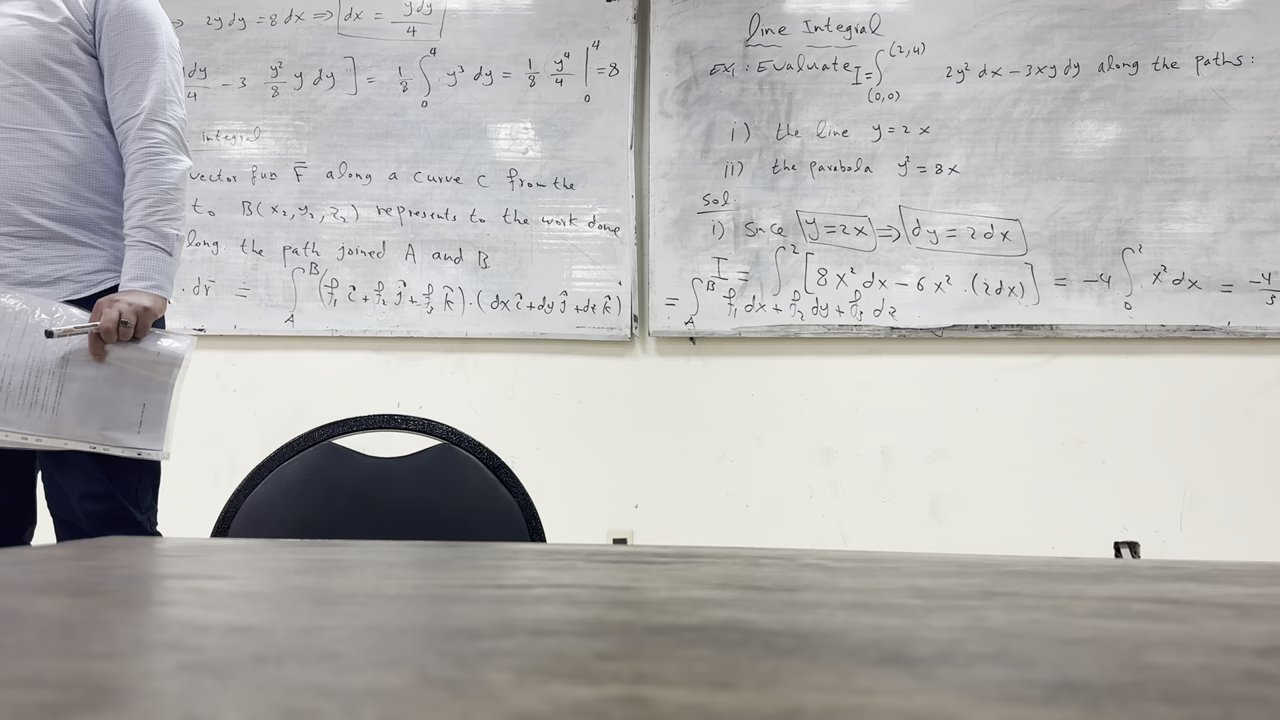 ⇒ 2y dy = 8 dx ⇒ dx = y dy / 4
dy/4 − 3 y²/8 y dy ] = 1/8 ∫₀⁴ y³ dy = 1/8 y⁴/4 |₀⁴ = 8
integral
vector fun F̄ along a curve C from the
to B(x₂, y₂, z₂) represents to the work done
long the path joined A and B
. dr̄ = ∫_A^B (f₁ î + f₂ ĵ + f₃ k̂) . (dx î + dy ĵ + dz k̂)
line Integral
Ex1 : Evaluate I = ∫_(0,0)^(2,4) 2y² dx − 3xy dy along the paths :
i) the line y = 2x
ii) the parabola y² = 8x
sol.
i) Since y = 2x ⇒ dy = 2dx
I = ∫² [8x² dx − 6x² . (2dx)] = −4 ∫₀² x² dx = −4/3
= ∫_A^B f₁ dx + f₂ dy + f₃ dz